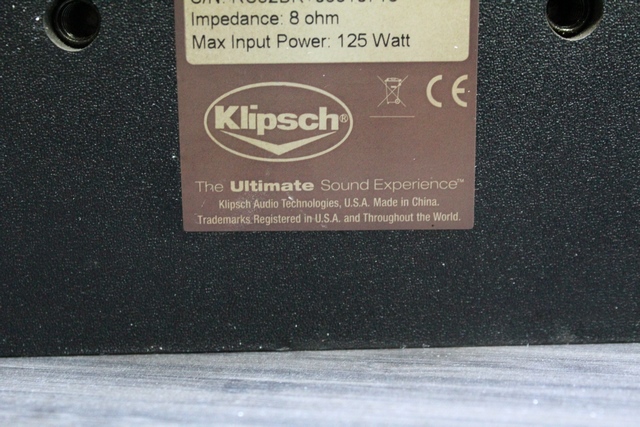 Impedance: 8 ohm
Max Input Power: 125 Watt
Klipsch®
CE
The Ultimate Sound Experience™
Klipsch Audio Technologies, U.S.A. Made in China.
Trademarks Registered in U.S.A. and Throughout the World.